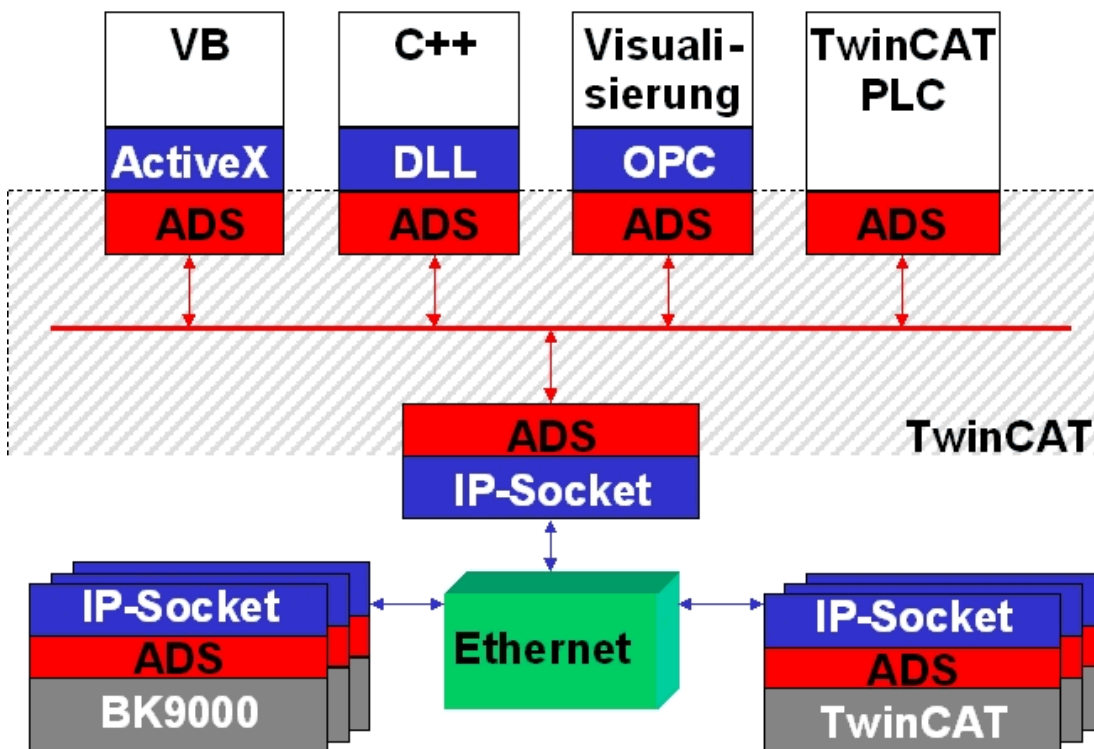 VB
ActiveX
ADS
C++
DLL
ADS
Visuali-
sierung
OPC
ADS
TwinCAT
PLC
ADS
TwinCAT
ADS
IP-Socket
IP-Socket
ADS
BK9000
Ethernet
IP-Socket
ADS
TwinCAT